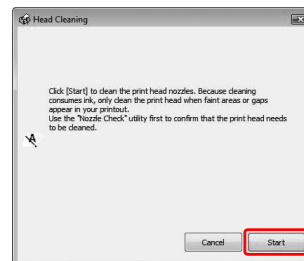 Head Cleaning
Click [Start] to clean the print head nozzles. Because cleaning
consumes ink, only clean the print head when faint areas or gaps
appear in your printout.
Use the "Nozzle Check" utility first to confirm that the print head needs
to be cleaned.
Cancel Start